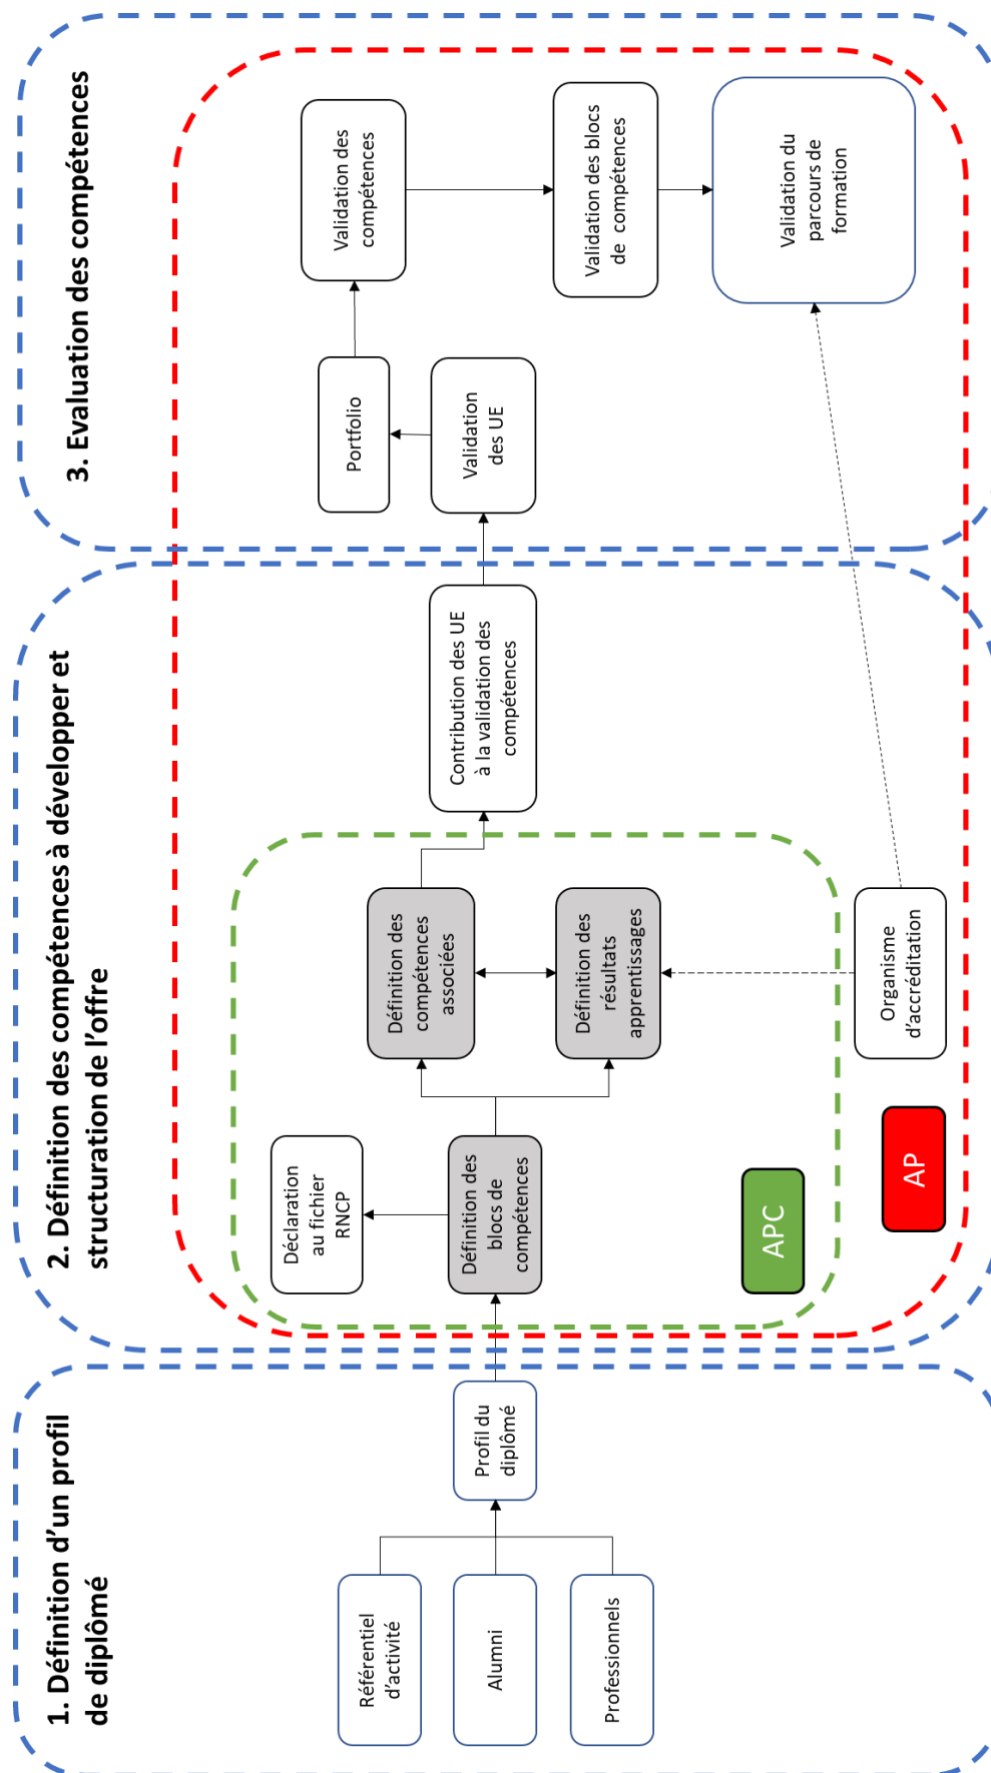 1. Définition d’un profil
de diplômé
Référentiel
d’activité
Alumni
Professionnels
Profil du
diplômé
2. Définition des compétences à développer et
structuration de l’offre
Déclaration
au fichier
RNCP
Définition des
blocs de
compétences
Définition des
compétences
associées
Définition des
résultats
apprentissages
Contribution des UE
à la validation des
compétences
APC
AP
Organisme
d’accréditation
3. Evaluation des compétences
Portfolio
Validation
des UE
Validation des
compétences
Validation des blocs
de compétences
Validation du
parcours de
formation